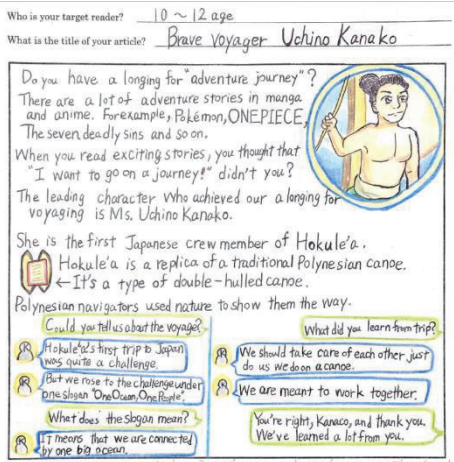 Who is your target reader? 10 ~ 12 age
What is the title of your article? Brave Voyager Uchino Kanako
Do you have a longing for "adventure journey"?
There are a lot of adventure stories in manga
and anime. Forexample, Pokémon, ONEPIECE,
The seven deadly sins and so on.
When you read exciting stories, you thought that
"I want to go on a journey!" didn't you?
The leading character who achieved our a longing for
voyaging is Ms. Uchino Kanako.
She is the first Japanese crew member of Hokule'a.
Hokule'a is a replica of a traditional Polynesian canoe.
←It's a type of double-hulled canoe.
Polynesian navigators used nature to show them the way.
Could you tell us about the voyage?
Hokule'a's first trip to Japan
was quite a challenge.
But we rose to the challenge under
one slogan "One Ocean, One People".
What does the slogan mean?
IT means that we are connected
by one big ocean.
What did you learn from trip?
We should take care of each other just
do us we do on a canoe.
We are meant to work together.
You're right, Kanaco, and thank you.
We've learned a lot from you.